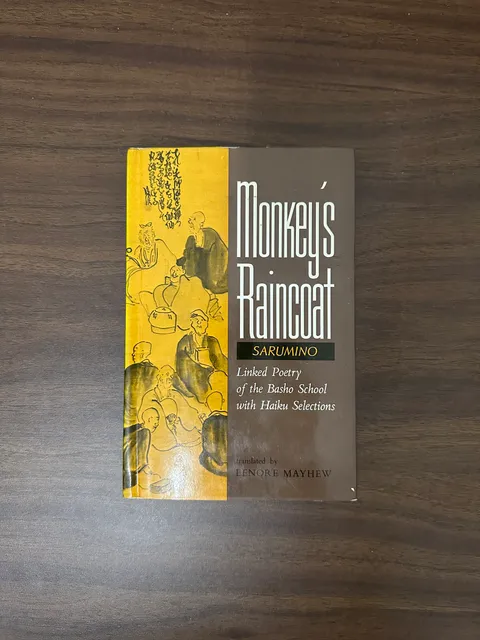 Monkey's
Raincoat
SARUMINO
Linked Poetry
of the Basho School
with Haiku Selections
translated by
LENORE MAYHEW